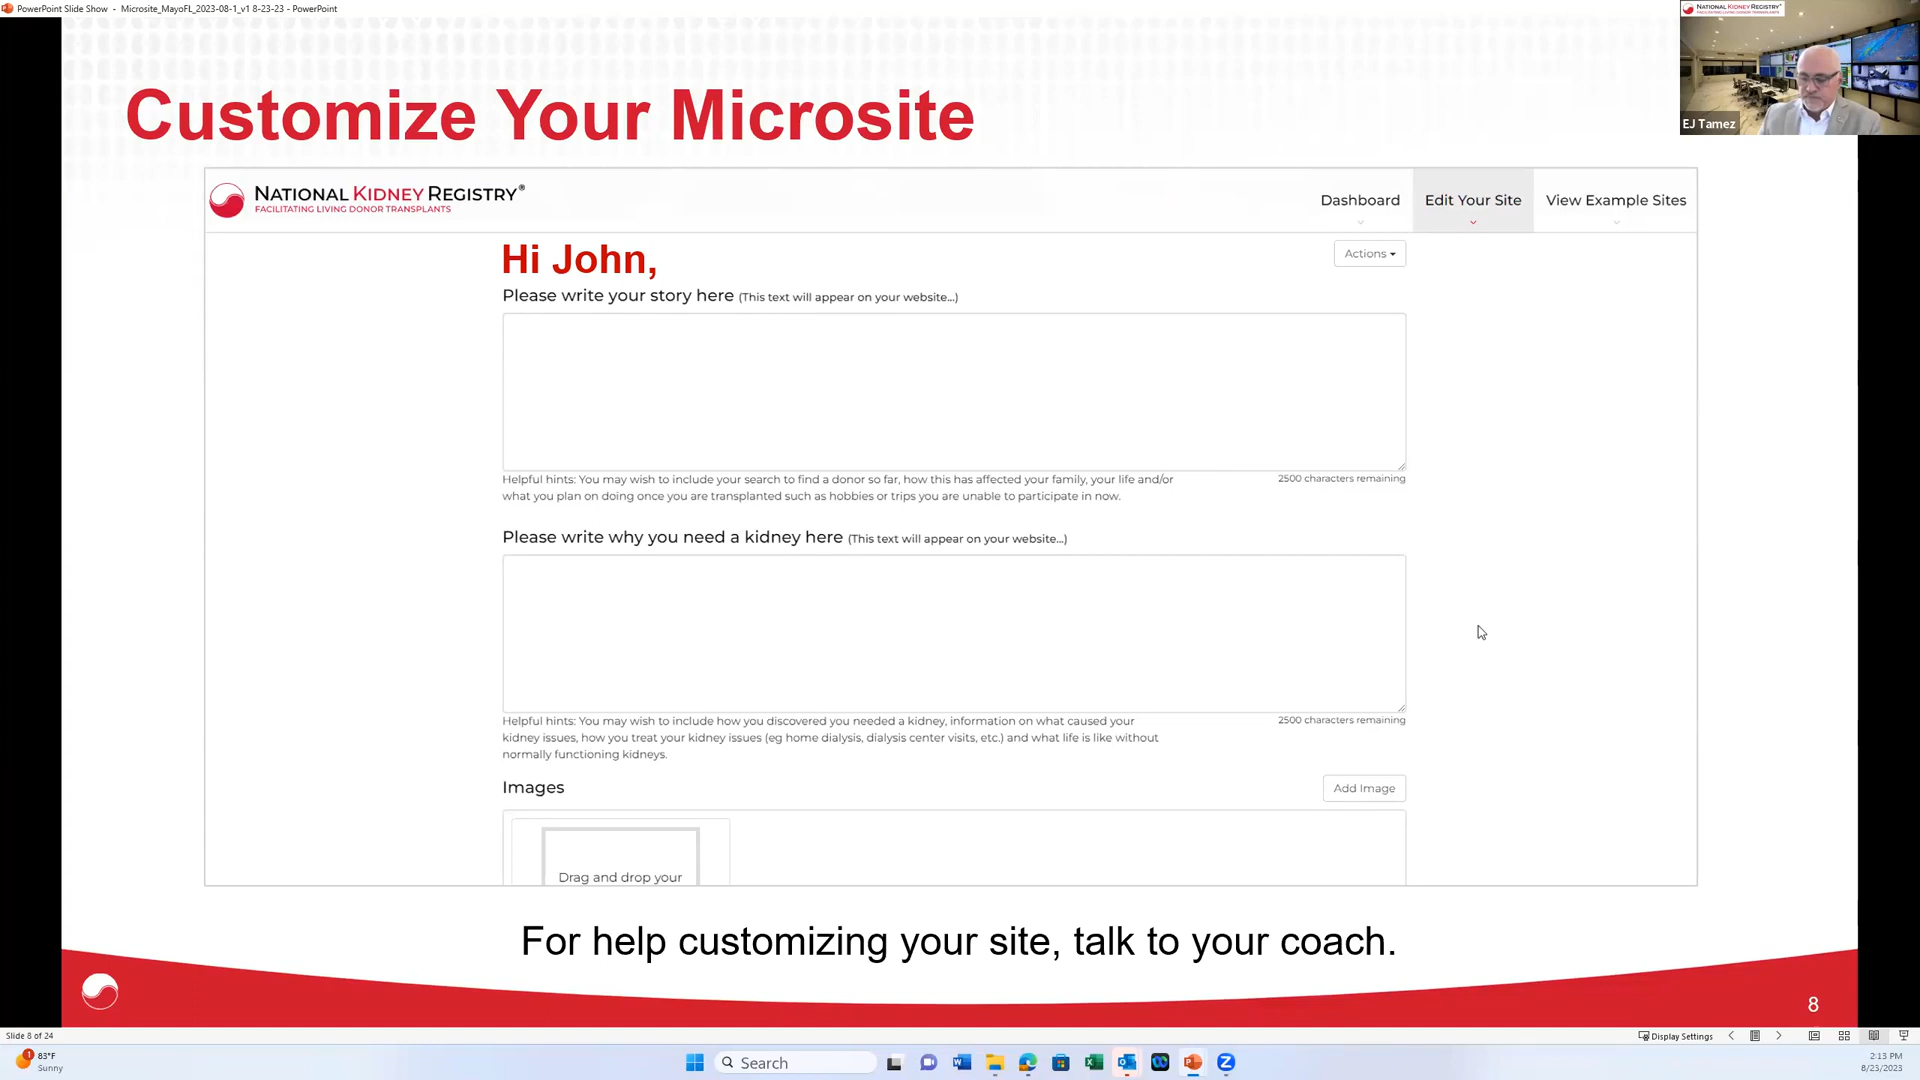 PowerPoint Slide Show - Microsite_MayoFL_2023-08-1_v1 8-23-23 - PowerPoint
NATIONAL KIDNEY REGISTRY®
EJ Tamez
Customize Your Microsite
NATIONAL KIDNEY REGISTRY®
FACILITATING LIVING DONOR TRANSPLANTS
Dashboard
Edit Your Site
View Example Sites
Hi John,
Actions
Please write your story here (This text will appear on your website...)
Helpful hints: You may wish to include your search to find a donor so far, how this has affected your family, your life and/or
what you plan on doing once you are transplanted such as hobbies or trips you are unable to participate in now.
2500 characters remaining
Please write why you need a kidney here (This text will appear on your website...)
Helpful hints: You may wish to include how you discovered you needed a kidney, information on what caused your
kidney issues, how you treat your kidney issues (eg home dialysis, dialysis center visits, etc.) and what life is like without
normally functioning kidneys.
2500 characters remaining
Images
Add Image
Drag and drop your
For help customizing your site, talk to your coach.
8
Slide 8 of 24
Display Settings
1
83°F
Sunny
Search
2:13 PM
8/23/2023